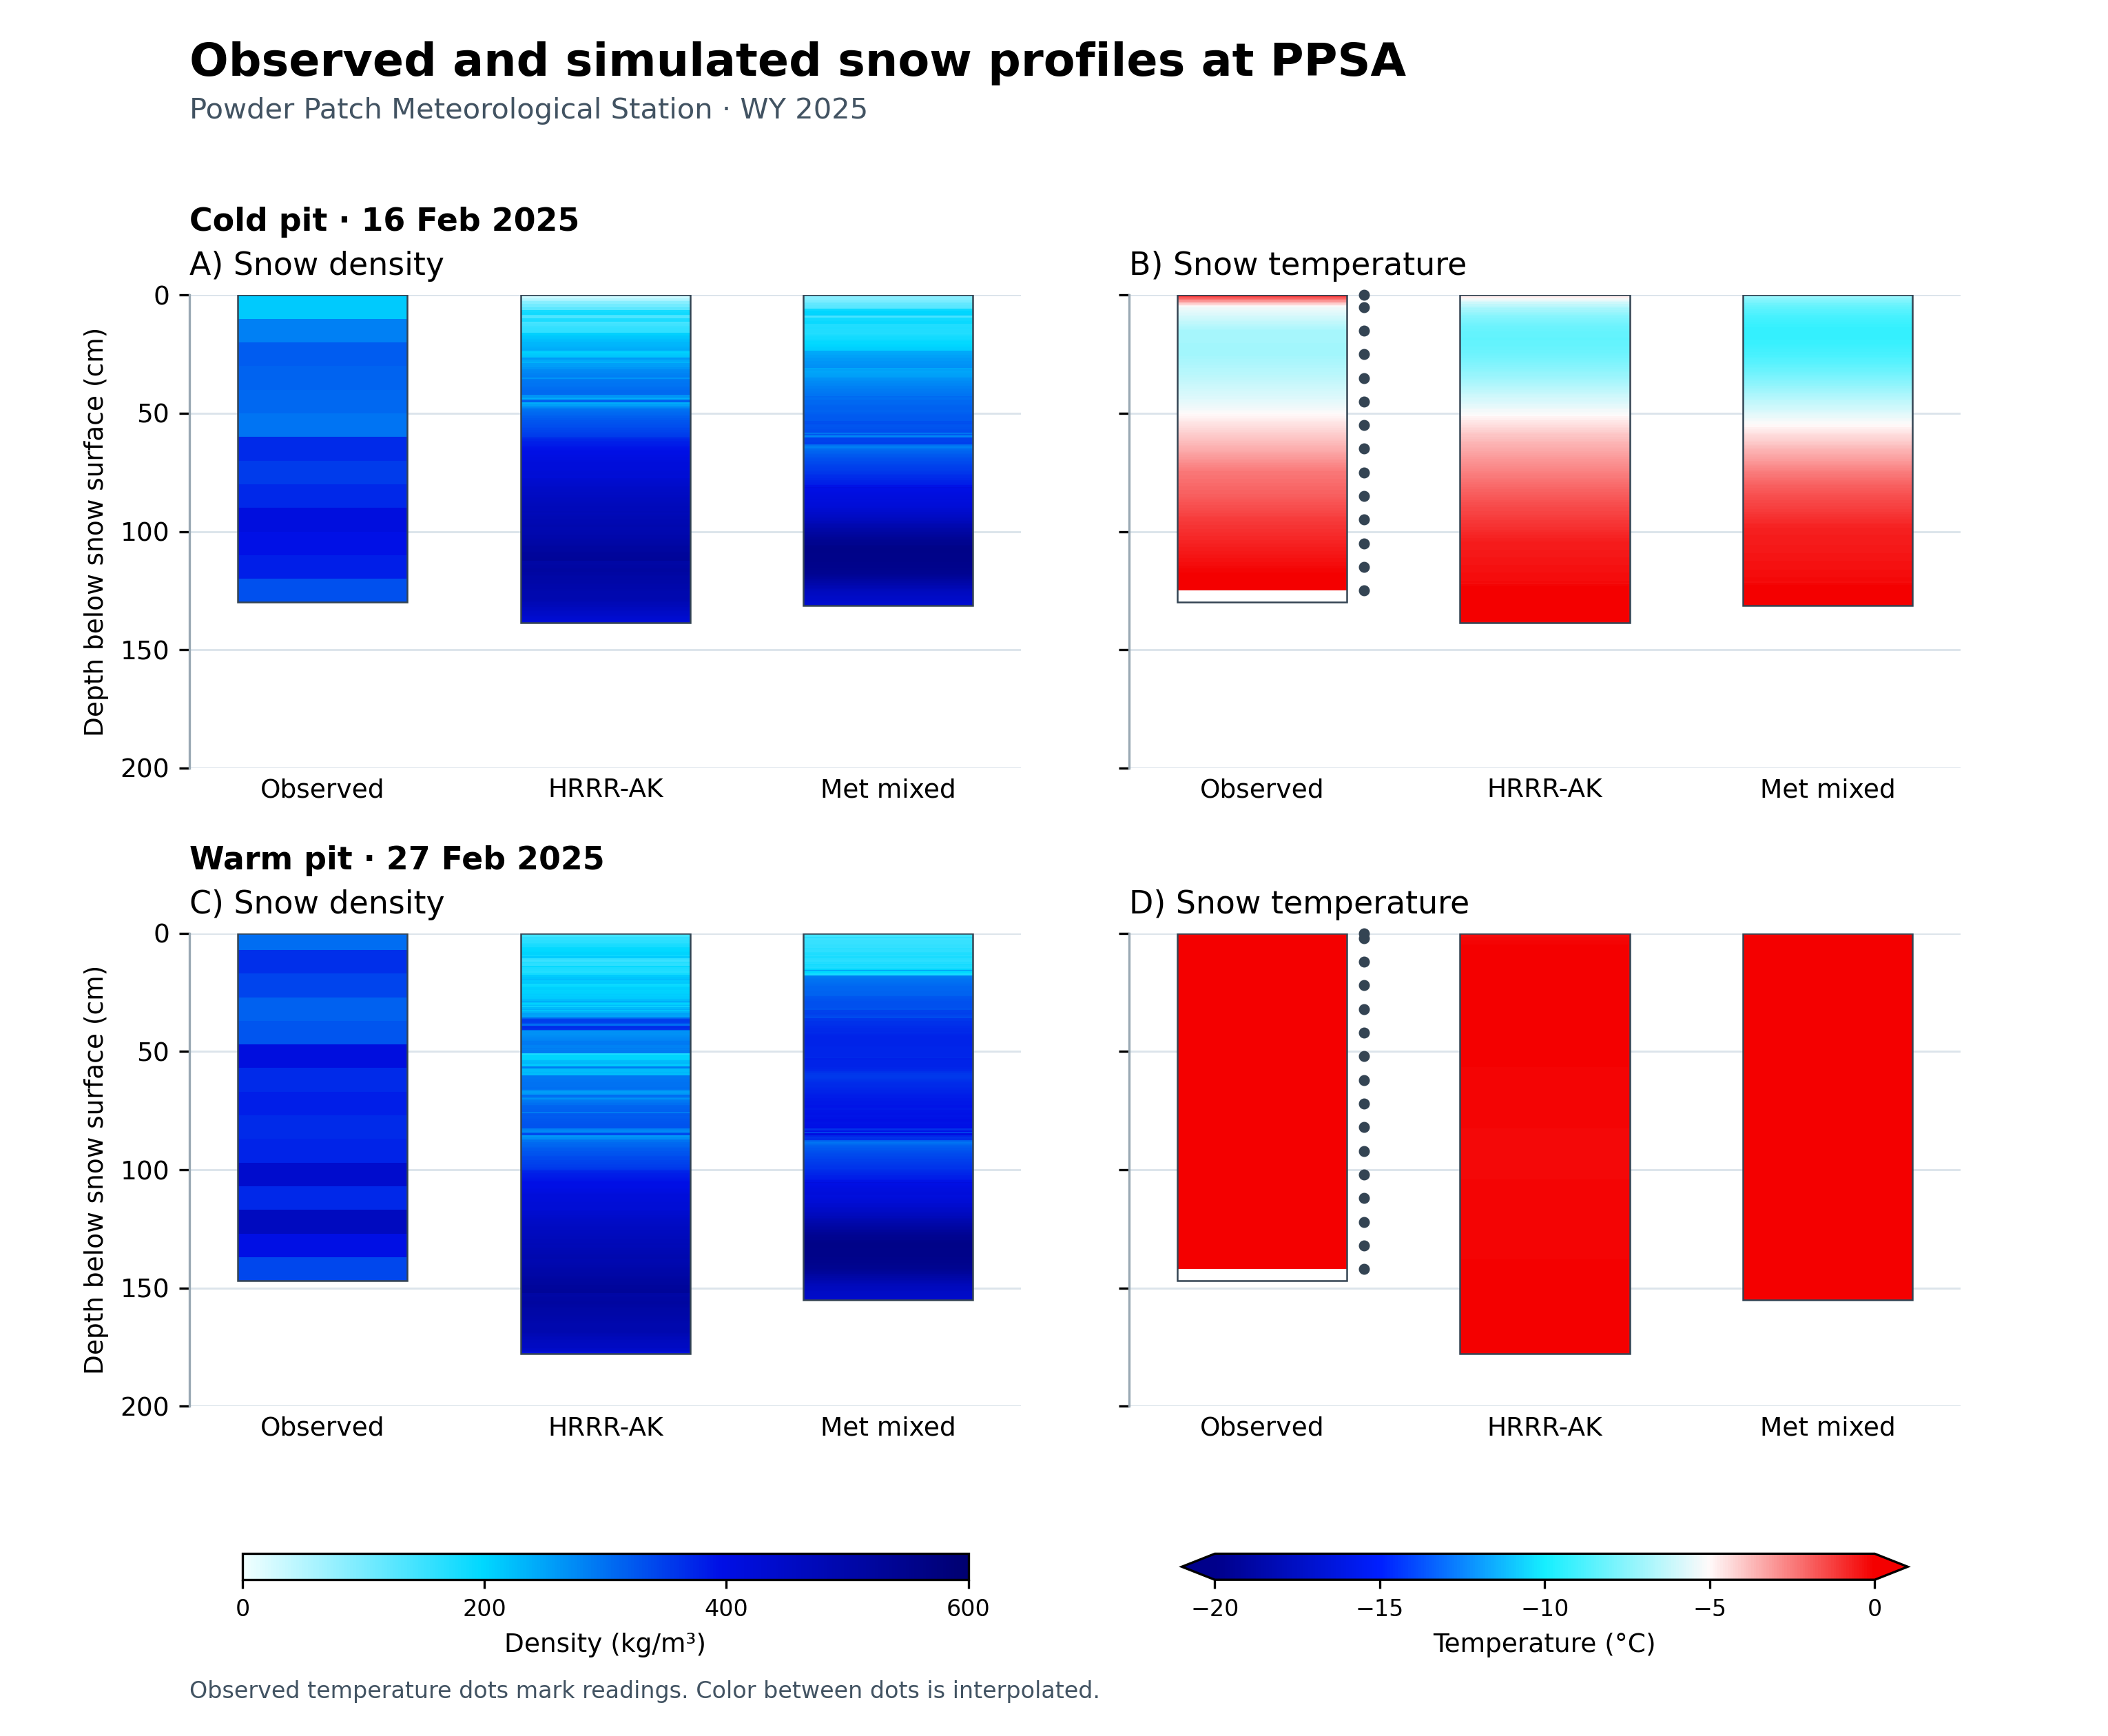 Observed and simulated snow profiles at PPSA
Powder Patch Meteorological Station · WY 2025
Cold pit · 16 Feb 2025
A) Snow density
B) Snow temperature
Depth below snow surface (cm)
0
50
100
150
200
Observed
HRRR-AK
Met mixed
Observed
HRRR-AK
Met mixed
Warm pit · 27 Feb 2025
C) Snow density
D) Snow temperature
Depth below snow surface (cm)
0
50
100
150
200
Observed
HRRR-AK
Met mixed
Observed
HRRR-AK
Met mixed
0 200 400 600
Density (kg/m³)
−20 −15 −10 −5 0
Temperature (°C)
Observed temperature dots mark readings. Color between dots is interpolated.